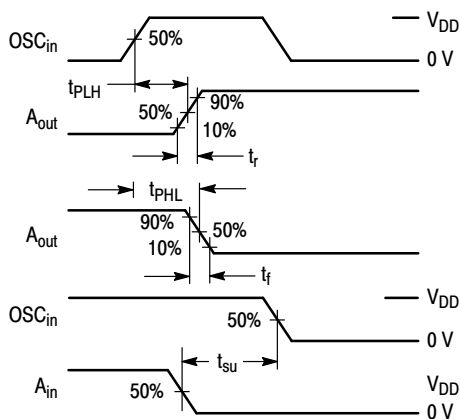 OSCin 50% VDD
0 V
tPLH
Aout 50% 90%
10%
tr
tPHL
Aout 90% 50%
10%
tf
OSCin 50% VDD
0 V
tsu
Ain 50% VDD
0 V